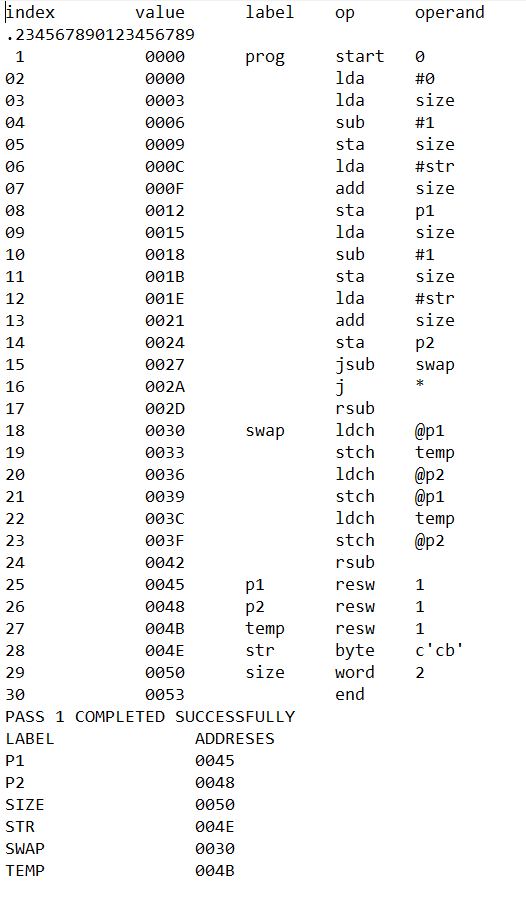 index value label op operand
.234567890123456789
1 0000 prog start 0
02 0000 lda #0
03 0003 lda size
04 0006 sub #1
05 0009 sta size
06 000C lda #str
07 000F add size
08 0012 sta p1
09 0015 lda size
10 0018 sub #1
11 001B sta size
12 001E lda #str
13 0021 add size
14 0024 sta p2
15 0027 jsub swap
16 002A j *
17 002D rsub
18 0030 swap ldch @p1
19 0033 stch temp
20 0036 ldch @p2
21 0039 stch @p1
22 003C ldch temp
23 003F stch @p2
24 0042 rsub
25 0045 p1 resw 1
26 0048 p2 resw 1
27 004B temp resw 1
28 004E str byte c'cb'
29 0050 size word 2
30 0053 end
PASS 1 COMPLETED SUCCESSFULLY
LABEL ADDRESES
P1 0045
P2 0048
SIZE 0050
STR 004E
SWAP 0030
TEMP 004B